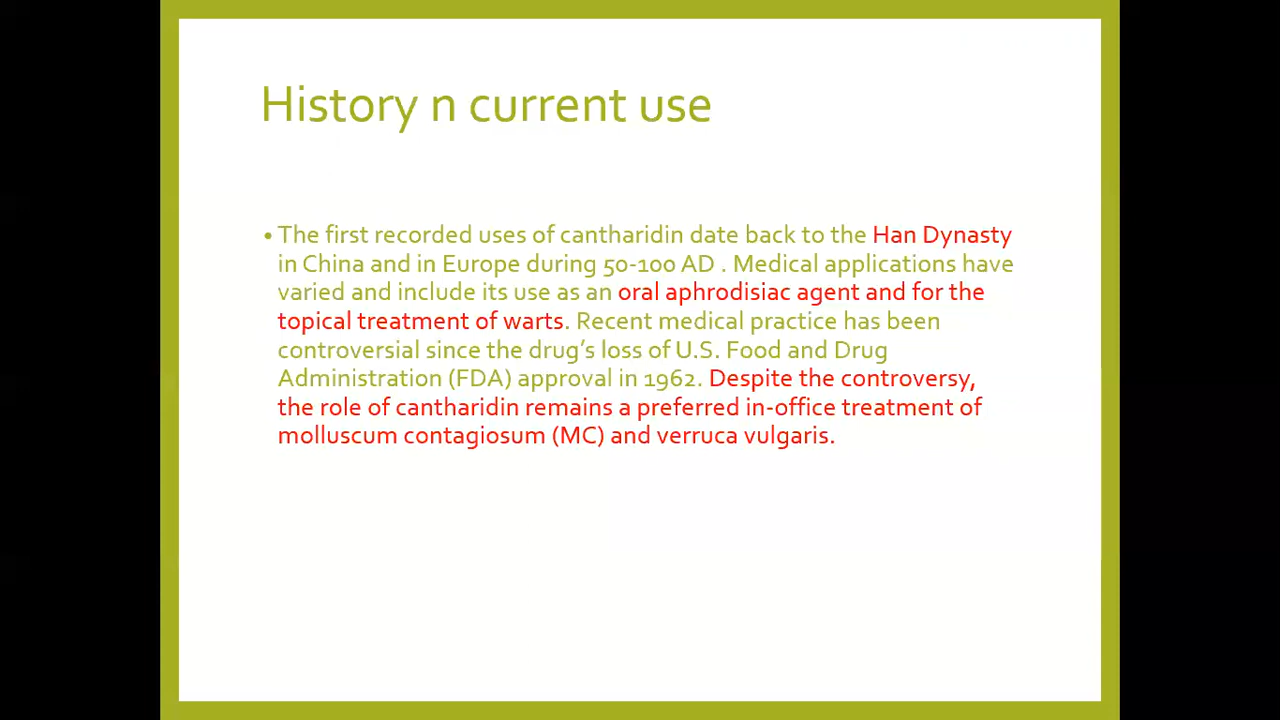 History n current use
• The first recorded uses of cantharidin date back to the Han Dynasty
in China and in Europe during 50-100 AD . Medical applications have
varied and include its use as an oral aphrodisiac agent and for the
topical treatment of warts. Recent medical practice has been
controversial since the drug’s loss of U.S. Food and Drug
Administration (FDA) approval in 1962. Despite the controversy,
the role of cantharidin remains a preferred in-office treatment of
molluscum contagiosum (MC) and verruca vulgaris.